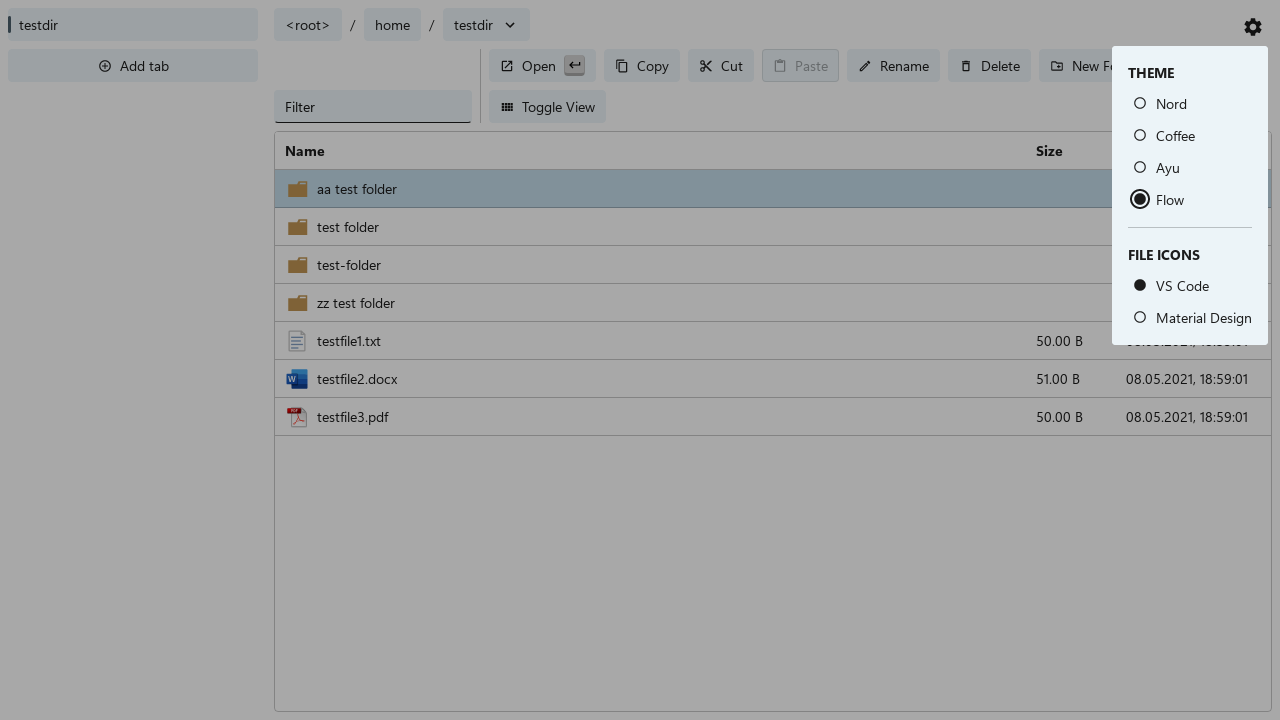 testdir
Add tab
<root> / home / testdir
Open Copy Cut Paste Rename Delete New
Filter
Toggle View
Name Size
aa test folder
test folder
test-folder
zz test folder
testfile1.txt 50.00 B
testfile2.docx 51.00 B 08.05.2021, 18:59:01
testfile3.pdf 50.00 B 08.05.2021, 18:59:01
THEME
Nord
Coffee
Ayu
Flow
FILE ICONS
VS Code
Material Design